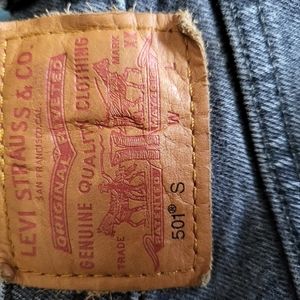 LEVI STRAUSS & CO.
SAN FRANCISCO, CAL.
ORIGINAL RIVETED
GENUINE QUALITY CLOTHING
TRADE MARK
XX
501® S
W L